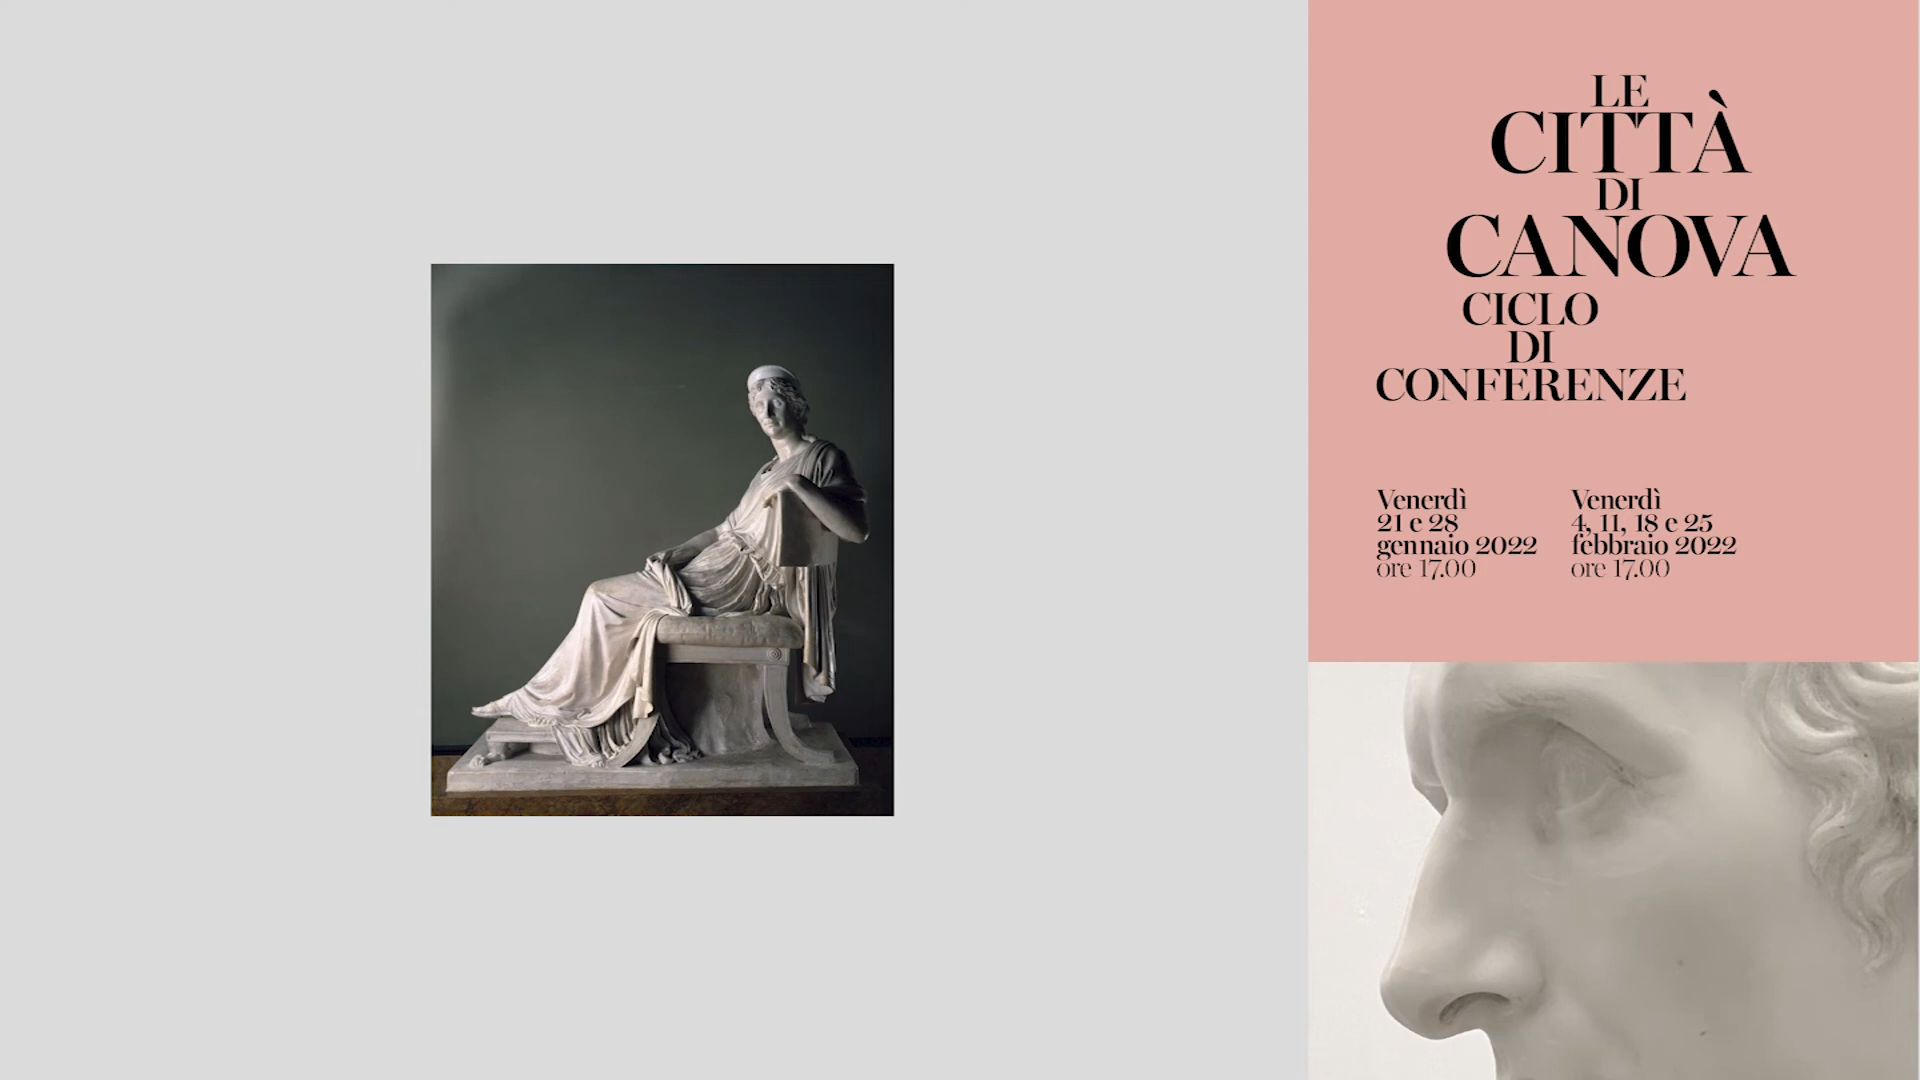 LE
CITTÀ
DI
CANOVA
CICLO
DI
CONFERENZE
Venerdì
21 e 28
gennaio 2022
ore 17.00
Venerdì
4, 11, 18 e 25
febbraio 2022
ore 17.00